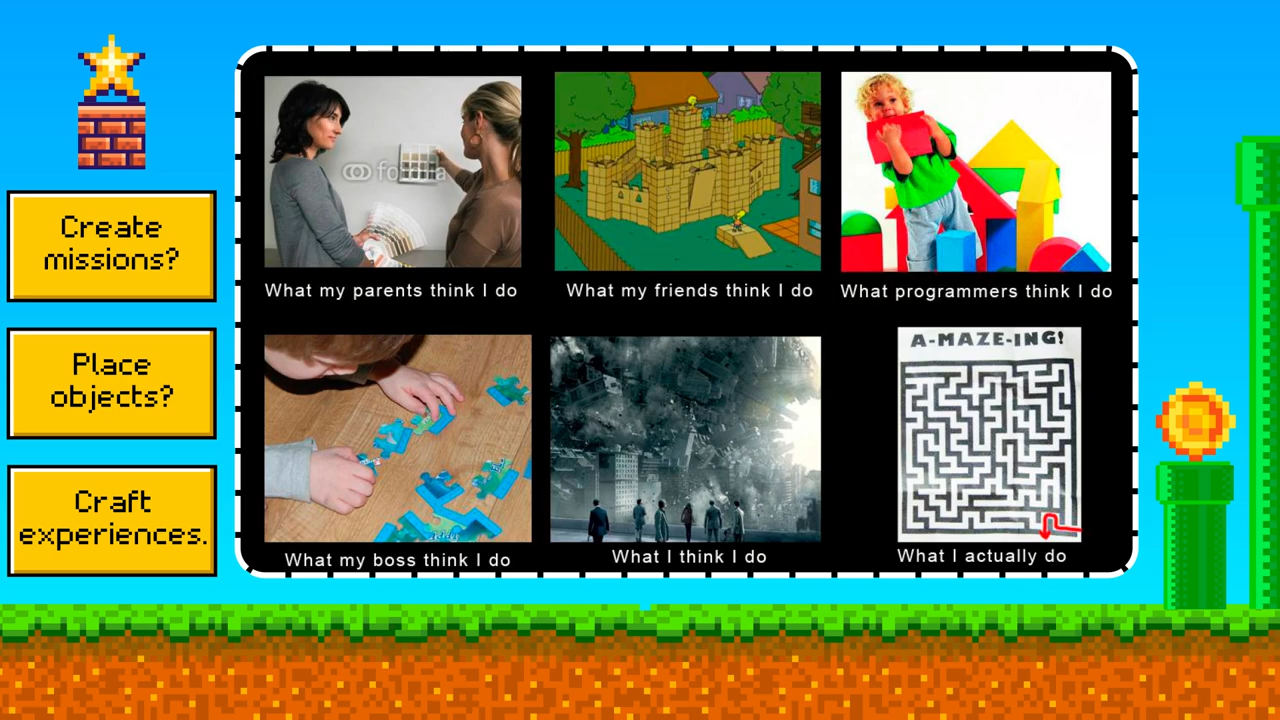 Create
missions?
Place
objects?
Craft
experiences.
What my parents think I do
What my friends think I do
What programmers think I do
A-MAZE-ING!
What my boss think I do
What I think I do
What I actually do